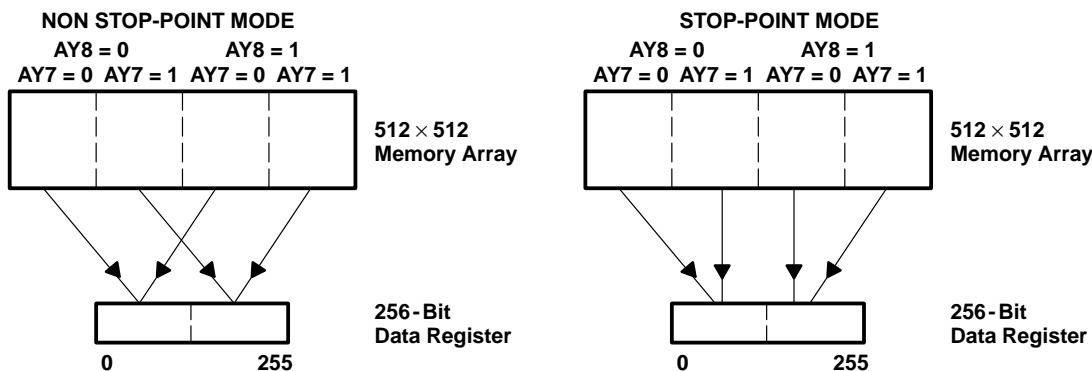 NON STOP-POINT MODE
AY8 = 0 AY8 = 1
AY7 = 0 AY7 = 1 AY7 = 0 AY7 = 1
512 × 512
Memory Array
256-Bit
Data Register
0 255
STOP-POINT MODE
AY8 = 0 AY8 = 1
AY7 = 0 AY7 = 1 AY7 = 0 AY7 = 1
512 × 512
Memory Array
256-Bit
Data Register
0 255